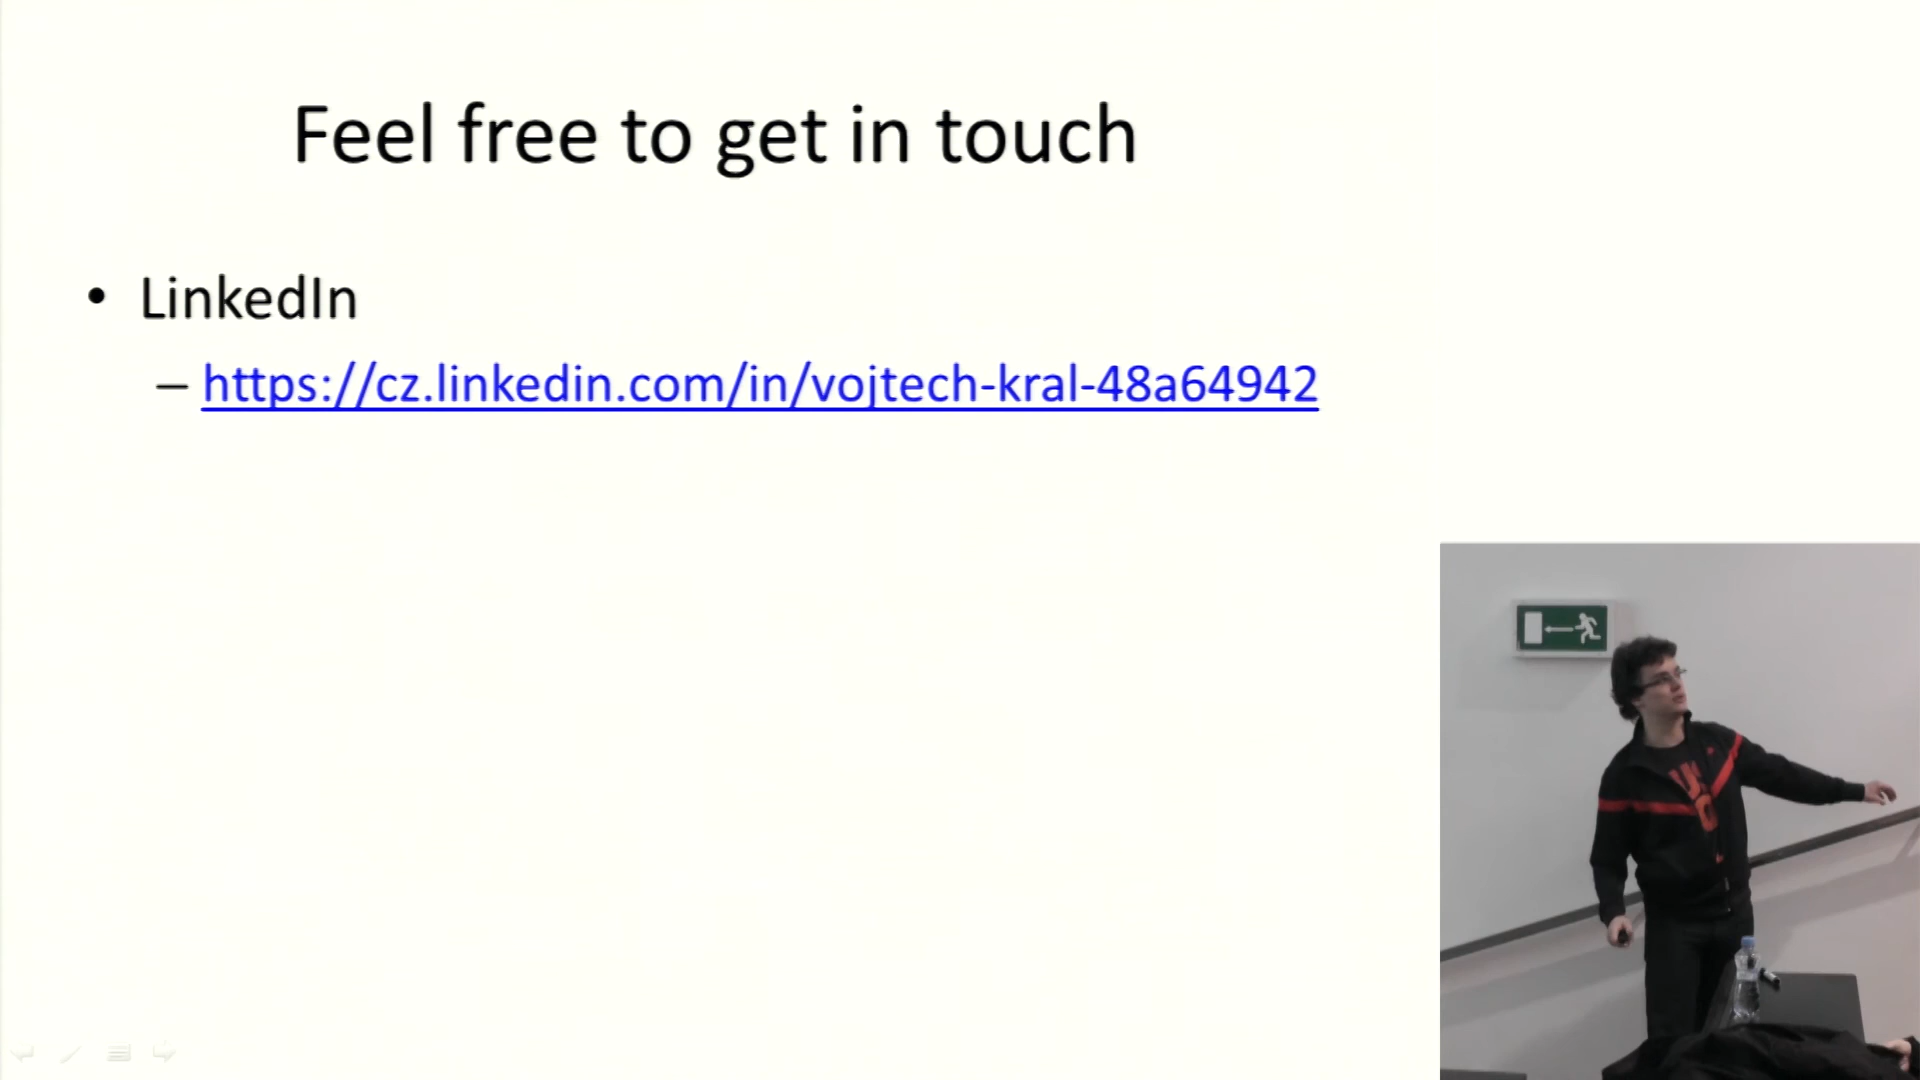 Feel free to get in touch
• LinkedIn
– https://cz.linkedin.com/in/vojtech-kral-48a64942